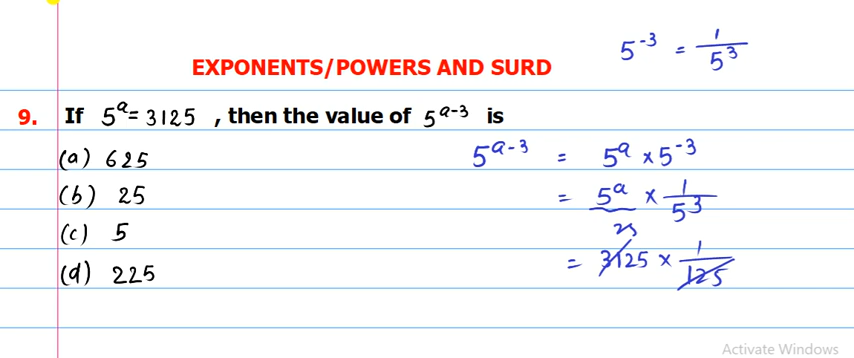 5^-3 = 1/5^3
EXPONENTS/POWERS AND SURD
9. If 5^a = 3125 , then the value of 5^a-3 is
(a) 625
5^a-3 = 5^a × 5^-3
(b) 25
= 5^a × 1/5^3
(c) 5
25
= 3125 × 1/125
(d) 225
Activate Windows